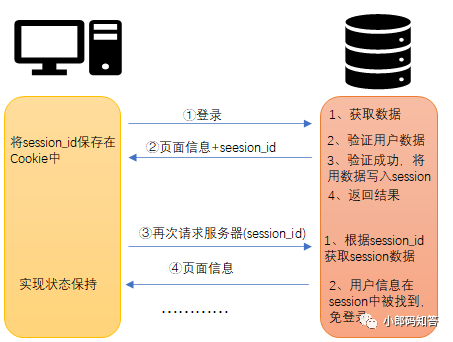 ①登录
1、获取数据
将session_id保存在
Cookie中
②页面信息+seesion_id
2、验证用户数据
3、验证成功，将
用数据写入session
4、返回结果
③再次请求服务器(session_id)
1、根据session_id
获取session数据
④页面信息
实现状态保持
2、用户信息在
session中被找到，
免登录
…………
小郎码知答